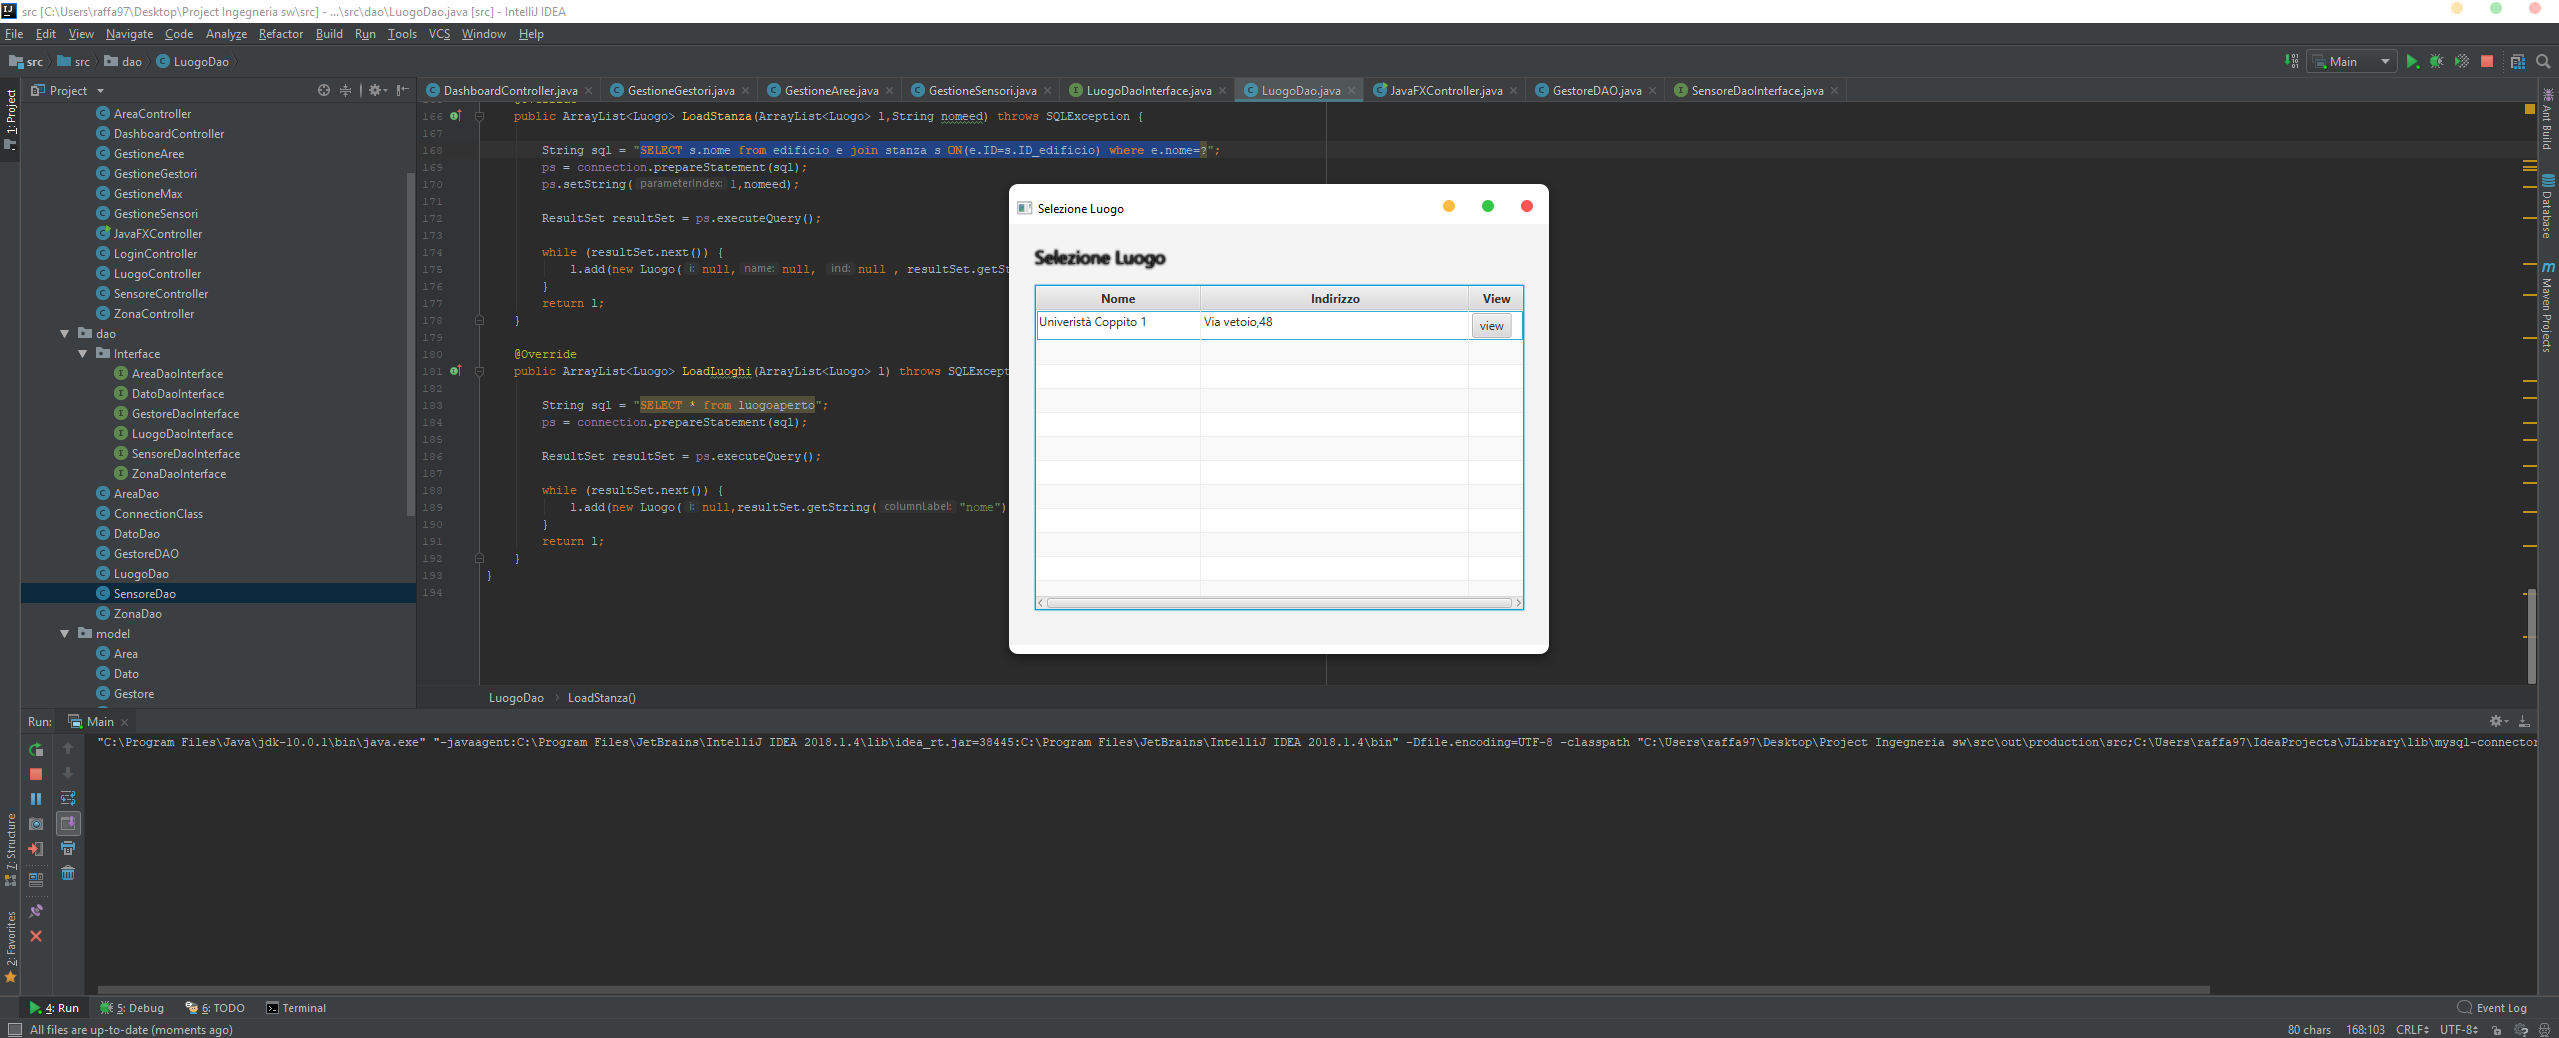 src [C:\Users\raffa97\Desktop\Project Ingegneria sw\src] - ...\src\dao\LuogoDao.java [src] - IntelliJ IDEA
File Edit View Navigate Code Analyze Refactor Build Run Tools VCS Window Help
src src dao LuogoDao
Main
Project
DashboardController.java GestioneGestori.java GestioneAree.java GestioneSensori.java LuogoDaoInterface.java LuogoDao.java JavaFXController.java GestoreDAO.java SensoreDaoInterface.java
1: Project
7: Structure
2: Favorites
AreaController
DashboardController
GestioneAree
GestioneGestori
GestioneMax
GestioneSensori
JavaFXController
LoginController
LuogoController
SensoreController
ZonaController
dao
Interface
AreaDaoInterface
DatoDaoInterface
GestoreDaoInterface
LuogoDaoInterface
SensoreDaoInterface
ZonaDaoInterface
AreaDao
ConnectionClass
DatoDao
GestoreDAO
LuogoDao
SensoreDao
ZonaDao
model
Area
Dato
Gestore
@Override
166 public ArrayList<Luogo> LoadStanza(ArrayList<Luogo> l,String nomeed) throws SQLException {
167
168 String sql = "SELECT s.nome from edificio e join stanza s ON(e.ID=s.ID_edificio) where e.nome=?";
169 ps = connection.prepareStatement(sql);
170 ps.setString( parameterIndex: 1,nomeed);
171
172 ResultSet resultSet = ps.executeQuery();
173
174 while (resultSet.next()) {
175 l.add(new Luogo( i: null, name: null, ind: null , resultSet.getSt
176 }
177 return l;
178 }
179
180 @Override
181 public ArrayList<Luogo> LoadLuoghi(ArrayList<Luogo> l) throws SQLExcept
182
183 String sql = "SELECT * from luogoaperto";
184 ps = connection.prepareStatement(sql);
185
186 ResultSet resultSet = ps.executeQuery();
187
188 while (resultSet.next()) {
189 l.add(new Luogo( i: null,resultSet.getString( columnLabel: "nome")
190 }
191 return l;
192 }
193 }
194
LuogoDao LoadStanza()
Selezione Luogo
Selezione Luogo
Nome Indirizzo View
Univeristà Coppito 1 Via vetoio,48 view
Ant Build
Database
Maven Projects
Run: Main
"C:\Program Files\Java\jdk-10.0.1\bin\java.exe" "-javaagent:C:\Program Files\JetBrains\IntelliJ IDEA 2018.1.4\lib\idea_rt.jar=38445:C:\Program Files\JetBrains\IntelliJ IDEA 2018.1.4\bin" -Dfile.encoding=UTF-8 -classpath "C:\Users\raffa97\Desktop\Project Ingegneria sw\src\out\production\src;C:\Users\raffa97\IdeaProjects\JLibrary\lib\mysql-connector
4: Run 5: Debug 6: TODO Terminal
Event Log
All files are up-to-date (moments ago)
80 chars 168:103 CRLF UTF-8